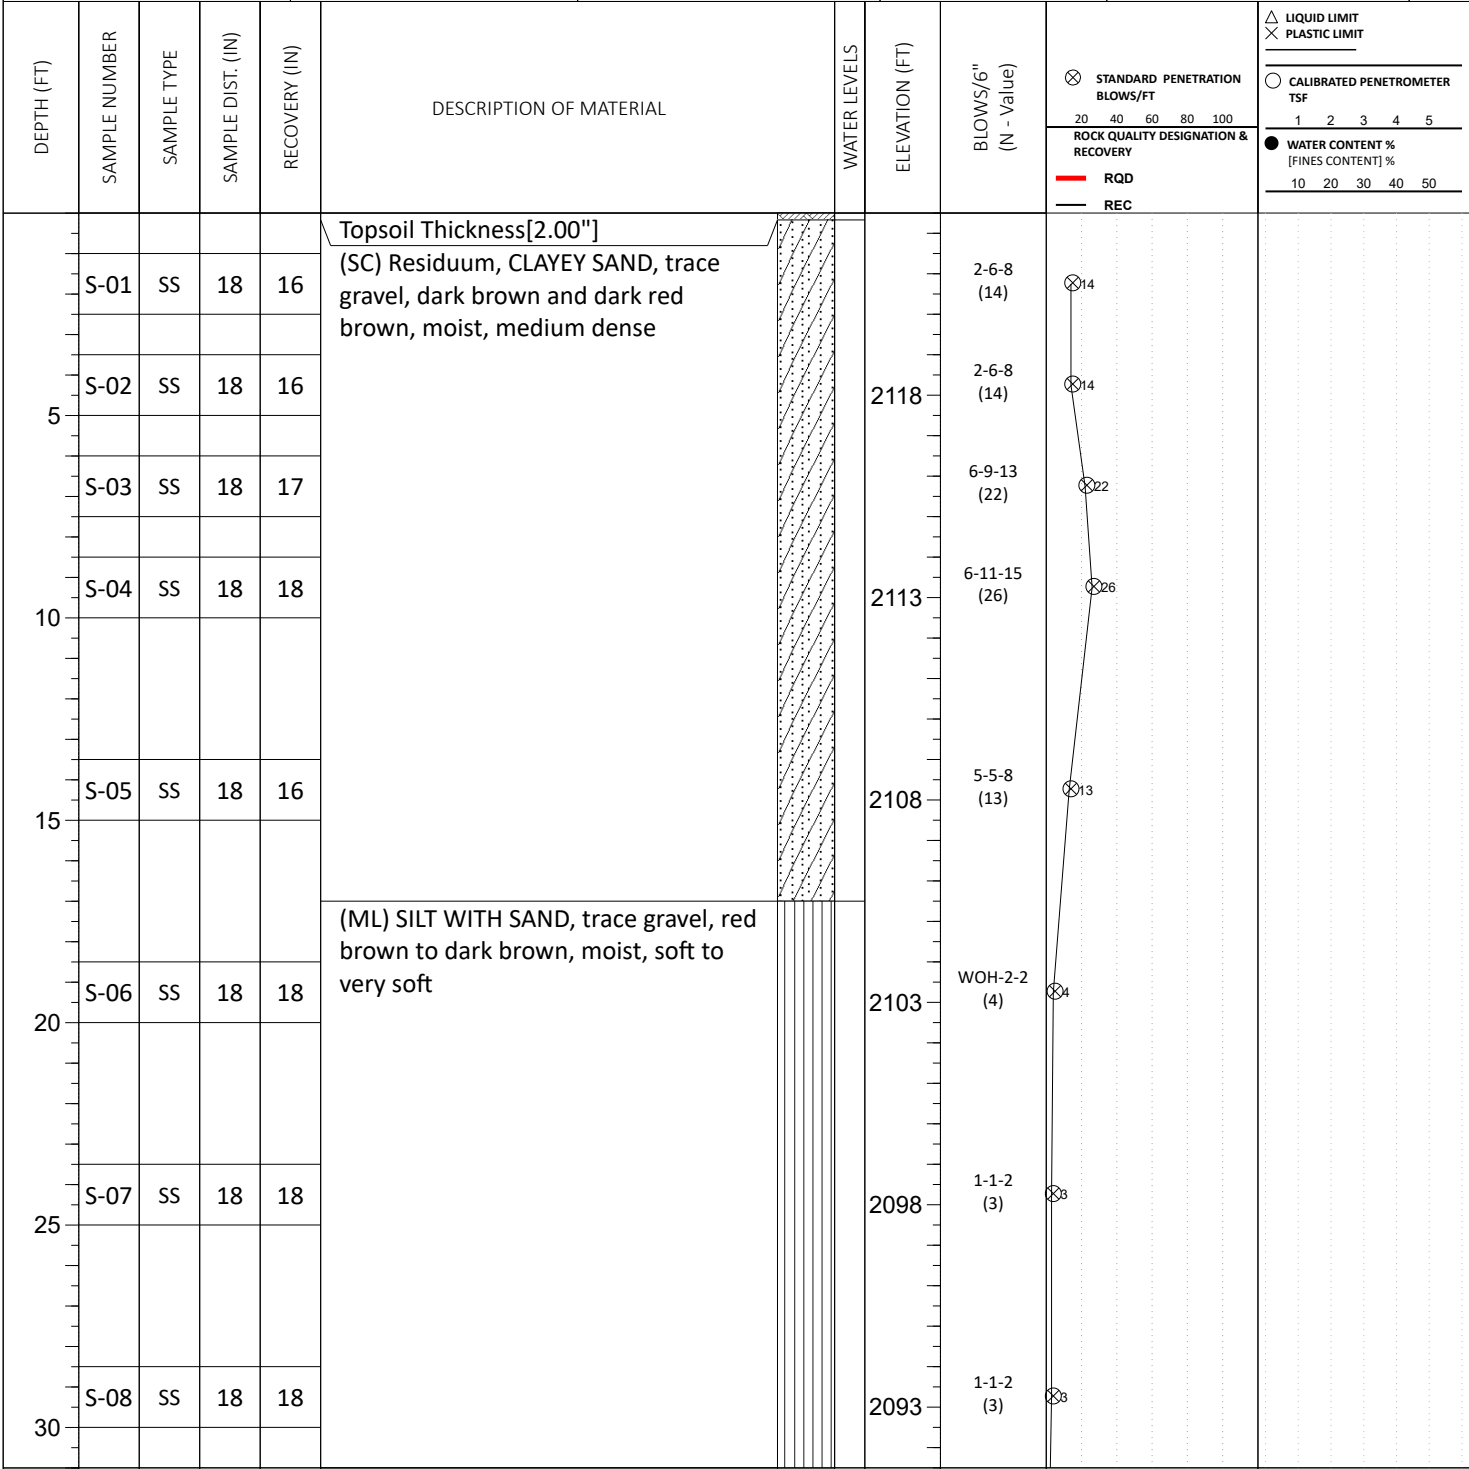 DEPTH (FT)
SAMPLE NUMBER
SAMPLE TYPE
SAMPLE DIST. (IN)
RECOVERY (IN)
DESCRIPTION OF MATERIAL
WATER LEVELS
ELEVATION (FT)
BLOWS/6"
(N - Value)
STANDARD PENETRATION
BLOWS/FT
20 40 60 80 100
ROCK QUALITY DESIGNATION &
RECOVERY
RQD
REC
LIQUID LIMIT
PLASTIC LIMIT
CALIBRATED PENETROMETER
TSF
1 2 3 4 5
WATER CONTENT %
[FINES CONTENT] %
10 20 30 40 50
Topsoil Thickness[2.00"]
(SC) Residuum, CLAYEY SAND, trace
gravel, dark brown and dark red
brown, moist, medium dense
S-01 SS 18 16
2-6-8
(14)
14
S-02 SS 18 16
2-6-8
(14)
14
2118
5
S-03 SS 18 17
6-9-13
(22)
22
S-04 SS 18 18
6-11-15
(26)
26
2113
10
S-05 SS 18 16
5-5-8
(13)
13
2108
15
(ML) SILT WITH SAND, trace gravel, red
brown to dark brown, moist, soft to
very soft
S-06 SS 18 18
WOH-2-2
(4)
4
2103
20
S-07 SS 18 18
1-1-2
(3)
3
2098
25
S-08 SS 18 18
1-1-2
(3)
3
2093
30